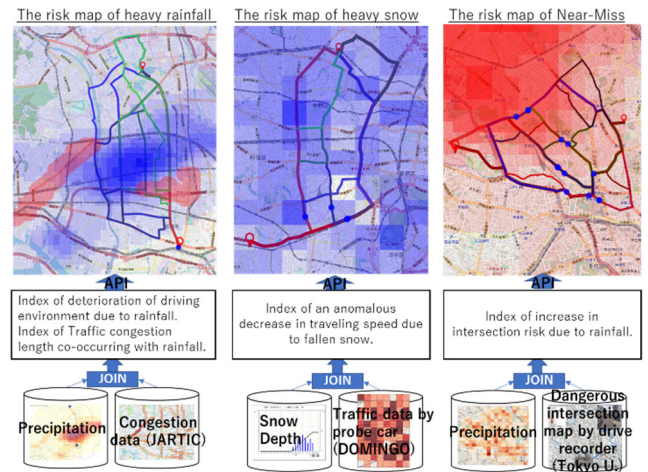 The risk map of heavy rainfall
The risk map of heavy snow
The risk map of Near-Miss
API
API
API
Index of deterioration of driving
environment due to rainfall.
Index of Traffic congestion
length co-occurring with rainfall.
Index of an anomalous
decrease in traveling speed due
to fallen snow.
Index of increase in
intersection risk due to rainfall.
JOIN
JOIN
JOIN
Precipitation
Congestion
data (JARTIC)
Snow
Depth
Traffic data by
probe car
(DOMINGO)
Precipitation
Dangerous
intersection
map by drive
recorder
(Tokyo U.)